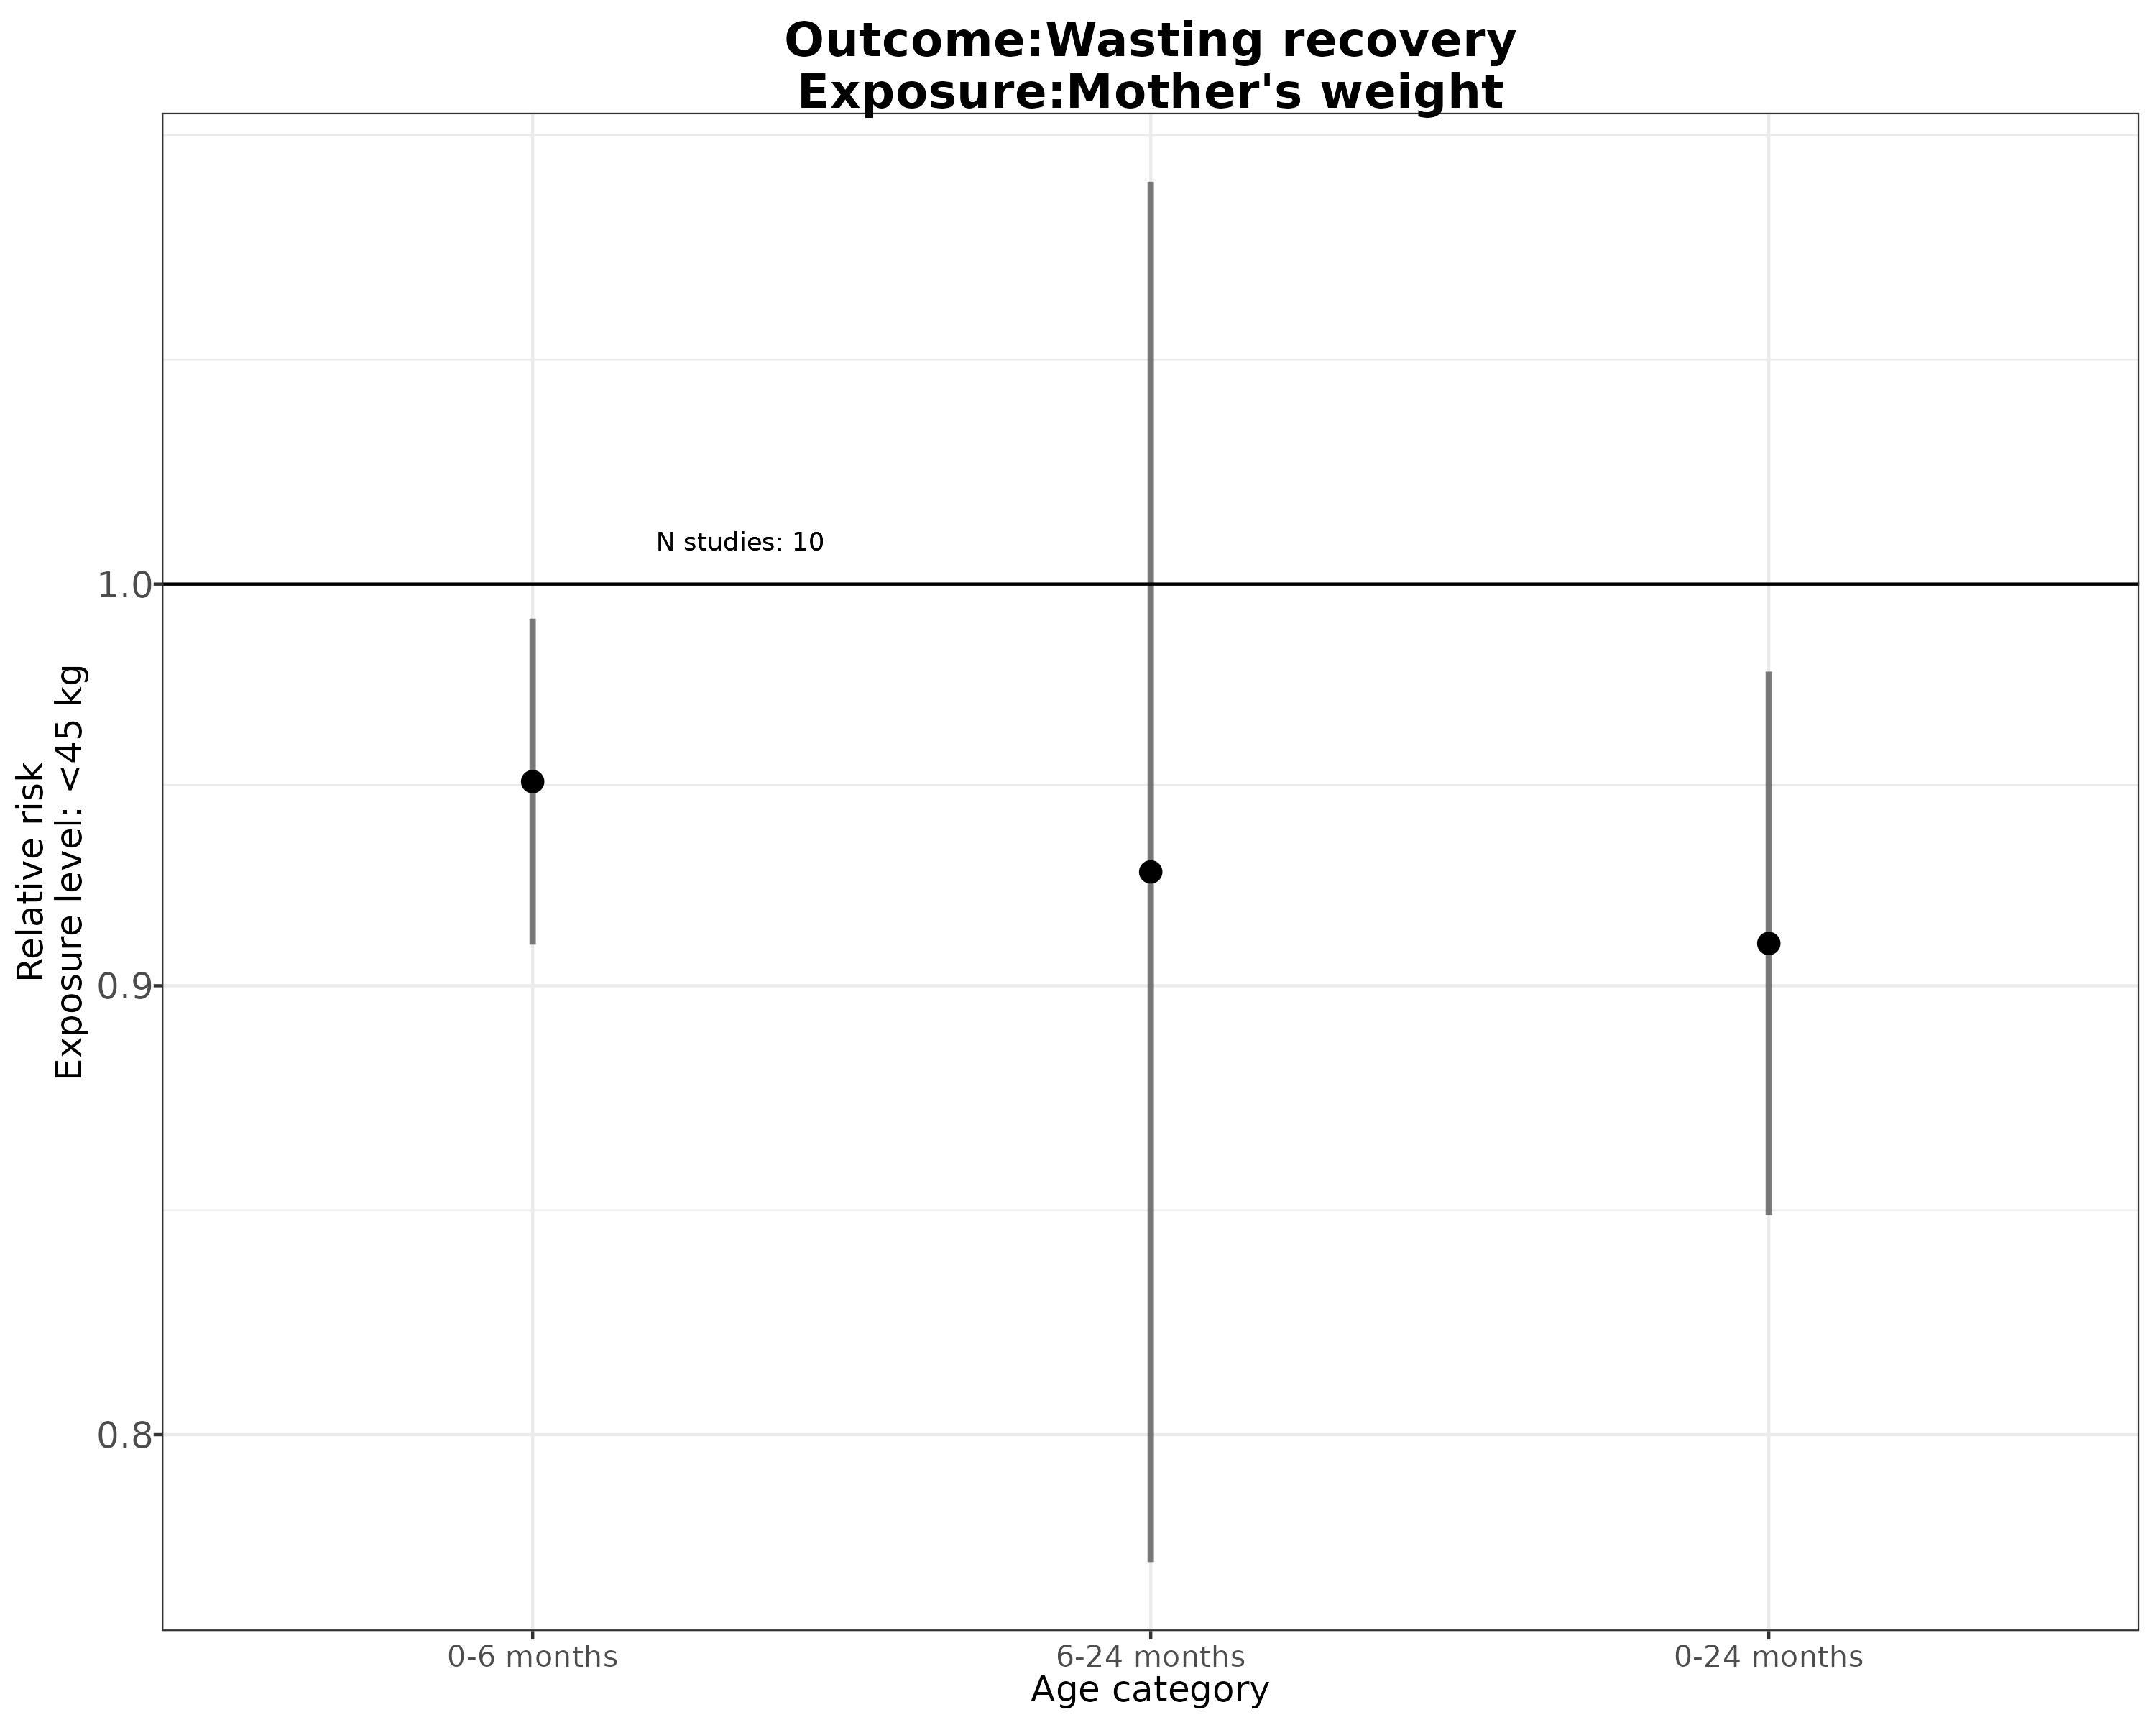 Outcome:Wasting recovery
Exposure:Mother's weight
N studies: 10
1.0
0.9
0.8
Relative risk
Exposure level: <45 kg
0-6 months
6-24 months
0-24 months
Age category